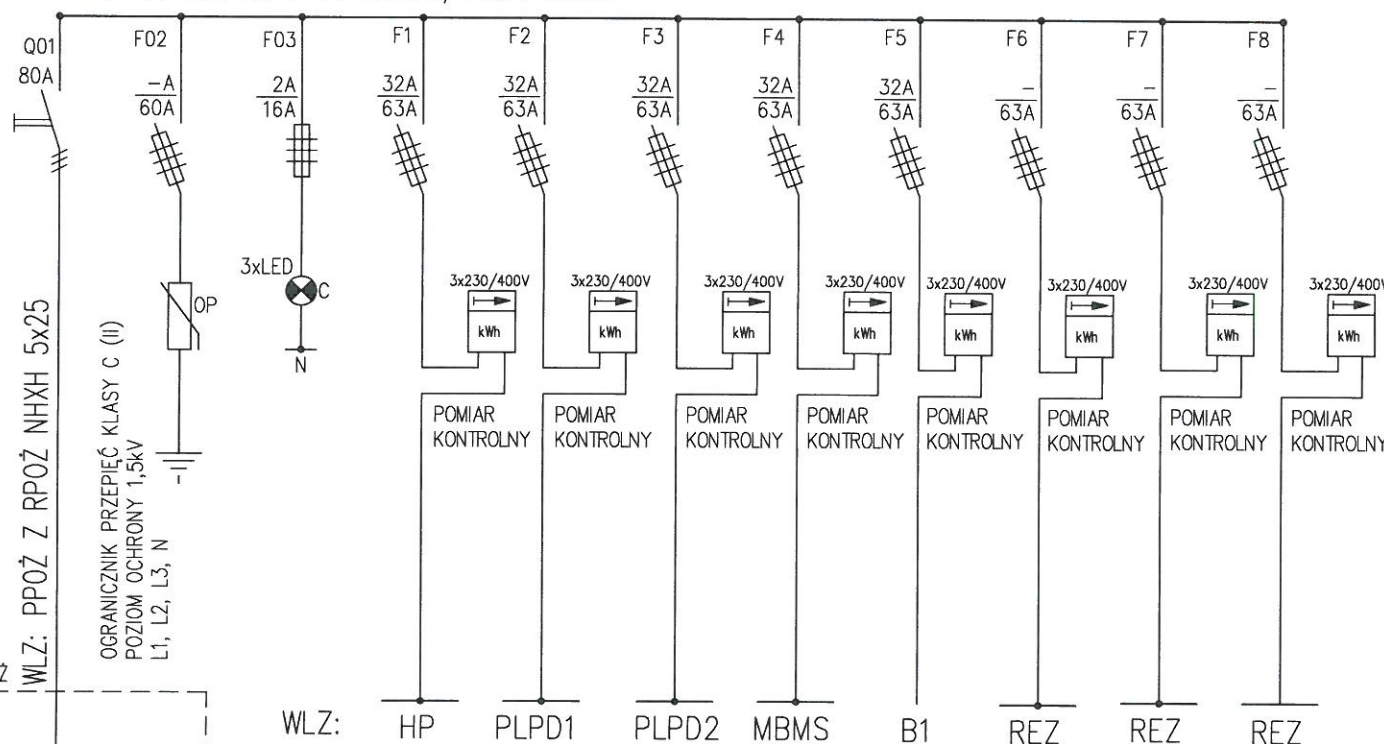 Q01
80A
F02
-A
60A
F03
2A
16A
F1
32A
63A
F2
32A
63A
F3
32A
63A
F4
32A
63A
F5
32A
63A
F6
-
63A
F7
-
63A
F8
-
63A
3xLED
C
N
OP
3x230/400V
kWh
POMIAR
KONTROLNY
3x230/400V
kWh
POMIAR
KONTROLNY
3x230/400V
kWh
POMIAR
KONTROLNY
3x230/400V
kWh
POMIAR
KONTROLNY
3x230/400V
kWh
POMIAR
KONTROLNY
3x230/400V
kWh
POMIAR
KONTROLNY
3x230/400V
kWh
POMIAR
KONTROLNY
3x230/400V
kWh
POMIAR
KONTROLNY
WLZ: PPOŻ Z RPOŻ NHXH 5x25
OGRANICZNIK PRZEPIĘĆ KLASY C (II)
POZIOM OCHRONY 1,5kV
L1, L2, L3, N
Ż
WLZ:
HP
PLPD1
PLPD2
MBMS
B1
REZ
REZ
REZ